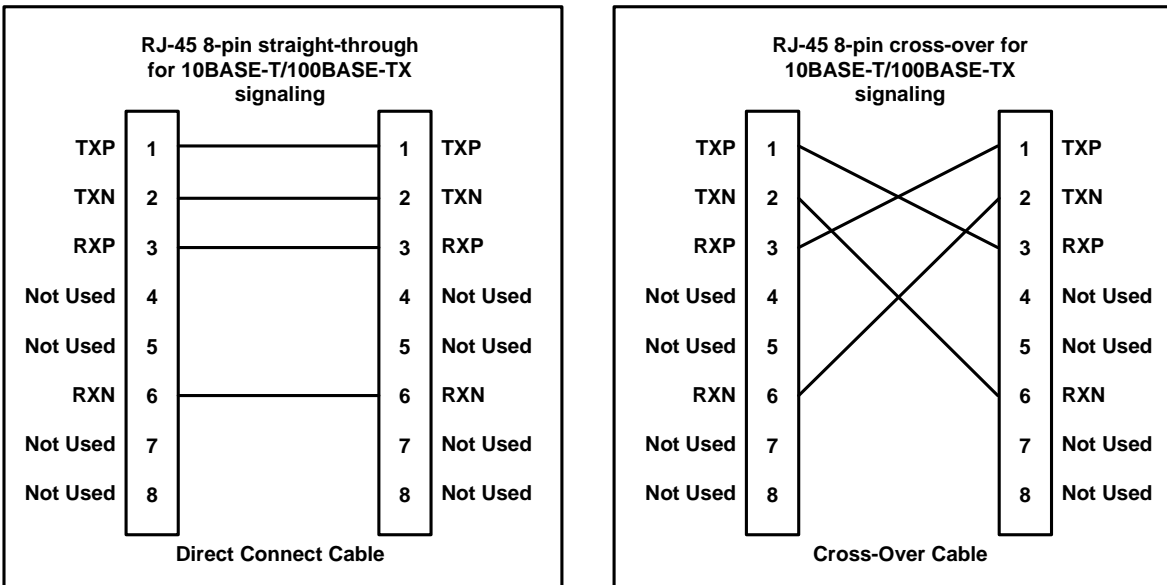 RJ-45 8-pin straight-through
for 10BASE-T/100BASE-TX
signaling
TXP 1 1 TXP
TXN 2 2 TXN
RXP 3 3 RXP
Not Used 4 4 Not Used
Not Used 5 5 Not Used
RXN 6 6 RXN
Not Used 7 7 Not Used
Not Used 8 8 Not Used
Direct Connect Cable
RJ-45 8-pin cross-over for
10BASE-T/100BASE-TX
signaling
TXP 1 1 TXP
TXN 2 2 TXN
RXP 3 3 RXP
Not Used 4 4 Not Used
Not Used 5 5 Not Used
RXN 6 6 RXN
Not Used 7 7 Not Used
Not Used 8 8 Not Used
Cross-Over Cable